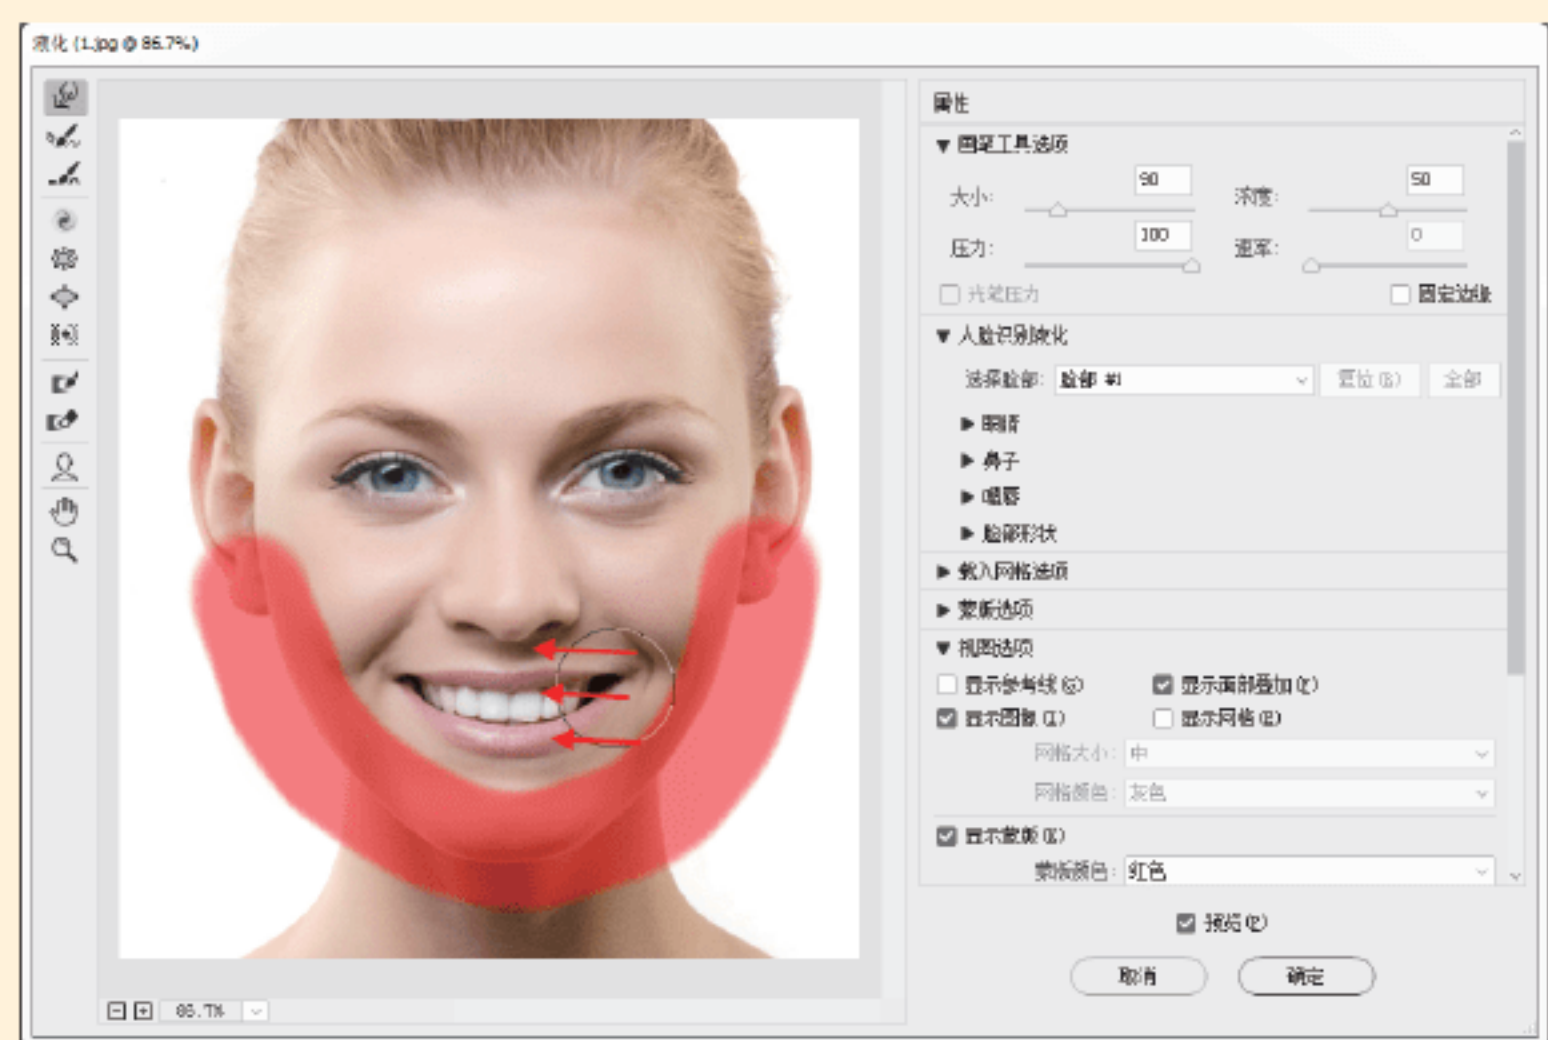 液化 (1.jpg @ 86.7%)
属性
画笔工具选项
大小: 90 浓度: 50
压力: 100 速率: 0
光笔压力 固定边缘
人脸识别液化
选择脸部: 脸部 #1 复位(R) 全部
眼睛
鼻子
嘴唇
脸部形状
载入网格选项
蒙版选项
视图选项
显示参考线(G) 显示面部叠加(F)
显示图像(I) 显示网格(E)
网格大小: 中
网格颜色: 灰色
显示蒙版(K)
蒙版颜色: 红色
预览(P)
取消 确定
86.7%